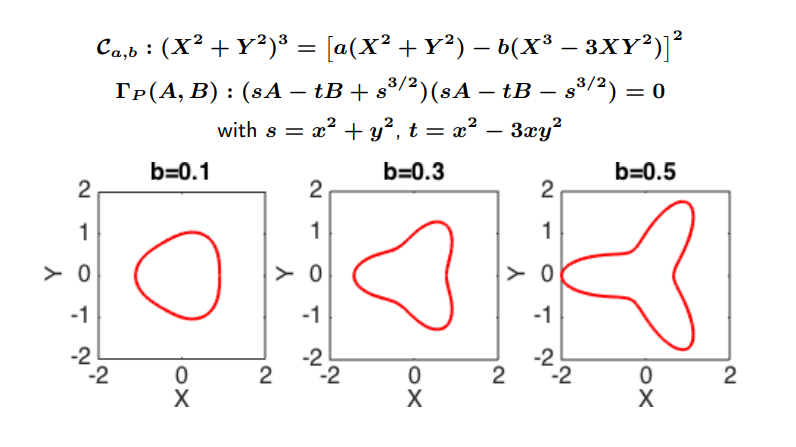 𝓒ₐ,ᵦ : (X² + Y²)³ = [a(X² + Y²) − b(X³ − 3XY²)]²
Γ_P(A, B) : (sA − tB + s^{3/2})(sA − tB − s^{3/2}) = 0
with s = x² + y², t = x² − 3xy²
b=0.1 b=0.3 b=0.5
2 2 2
1 1 1
Y 0 Y 0 Y 0
-1 -1 -1
-2 -2 -2
-2 0 2 -2 0 2 -2 0 2
X X X